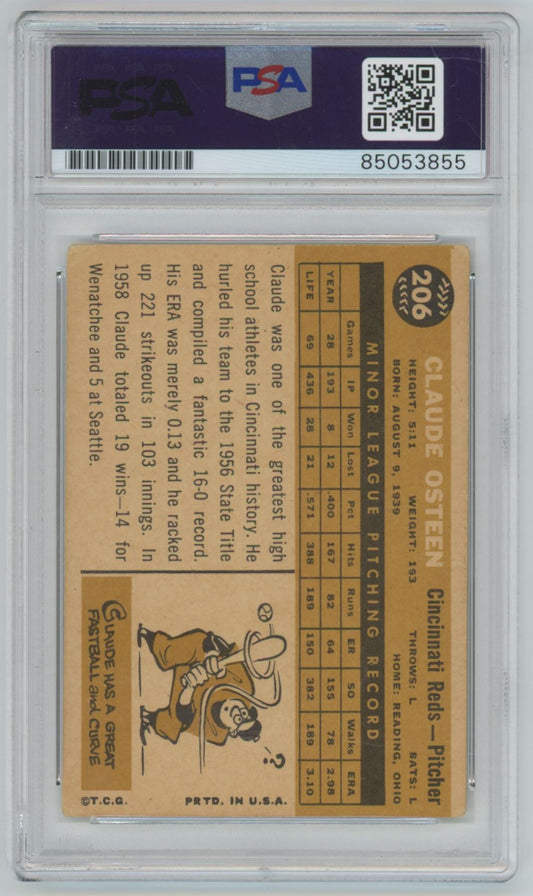 PSA
PSA
85053855
206
CLAUDE OSTEEN Cincinnati Reds—Pitcher
HEIGHT: 5:11 WEIGHT: 153 THROWS: L BATS: L
BORN: AUGUST 9, 1939 HOME: READING, OHIO
MINOR LEAGUE PITCHING RECORD
Games IP Won Lost Pct Hits Runs ER SO Walks ERA
YEAR 28 193 8 12 .400 167 82 64 155 78 2.98
LIFE 69 436 28 21 .571 388 189 150 382 189 3.10
Claude was one of the greatest high
school athletes in Cincinnati history. He
hurled his team to the 1956 State Title
and compiled a fantastic 16-0 record.
His ERA was merely 0.13 and he racked
up 221 strikeouts in 103 innings. In
1958 Claude totaled 19 wins—14 for
Wenatchee and 5 at Seattle.
?
CLAUDE HAS A GREAT
FASTBALL and CURVE
©T.C.G. PRTD. IN U.S.A.